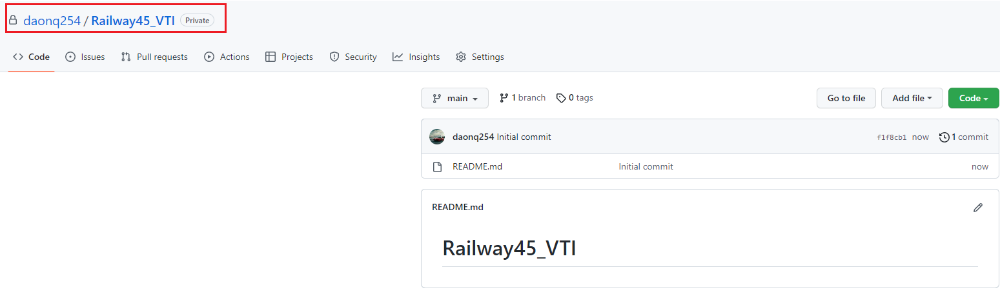 daonq254 / Railway45_VTI Private
Code Issues Pull requests Actions Projects Security Insights Settings
main 1 branch 0 tags Go to file Add file Code
daonq254 Initial commit f1f8cb1 now 1 commit
README.md Initial commit now
README.md
Railway45_VTI